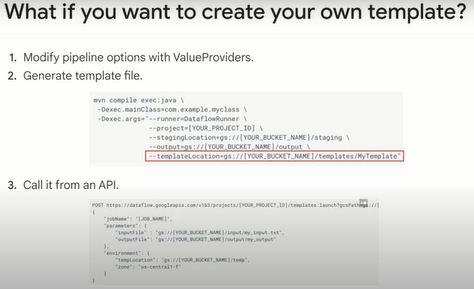 What if you want to create your own template?
1. Modify pipeline options with ValueProviders.
2. Generate template file.
mvn compile exec:java \
-Dexec.mainClass=com.example.myclass \
-Dexec.args="--runner=DataflowRunner \
--project=[YOUR_PROJECT_ID] \
--stagingLocation=gs://[YOUR_BUCKET_NAME]/staging \
--output=gs://[YOUR_BUCKET_NAME]/output \
--templateLocation=gs://[YOUR_BUCKET_NAME]/templates/MyTemplate"
3. Call it from an API.
POST https://dataflow.googleapis.com/v1b3/projects/[YOUR_PROJECT_ID]/templates:launch?gcsPath=gs://
{
"jobName": "[JOB_NAME]",
"parameters": {
"inputFile" : "gs://[YOUR_BUCKET_NAME]/input/my_input.txt",
"outputFile": "gs://[YOUR_BUCKET_NAME]/output/my_output"
},
"environment": {
"tempLocation": "gs://[YOUR_BUCKET_NAME]/temp",
"zone": "us-central1-f"
}
}